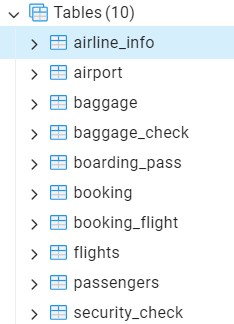 Tables (10)
airline_info
airport
baggage
baggage_check
boarding_pass
booking
booking_flight
flights
passengers
security_check